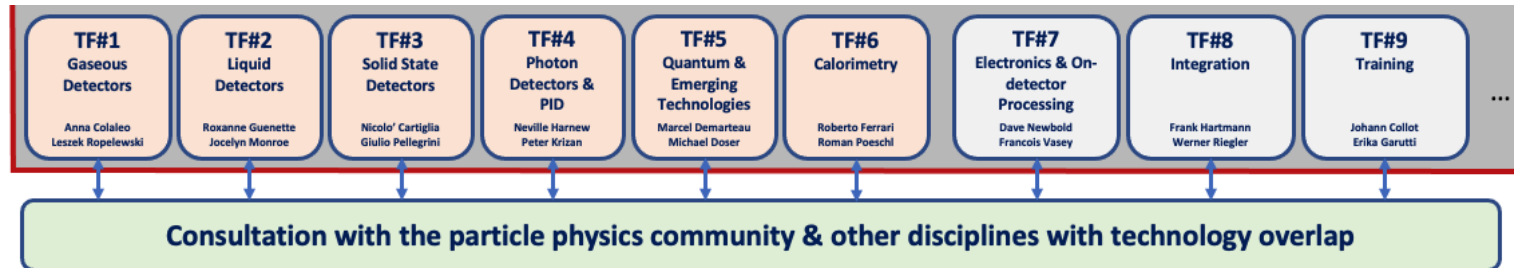 TF#1
Gaseous
Detectors
Anna Colaleo
Leszek Ropelewski
TF#2
Liquid
Detectors
Roxanne Guenette
Jocelyn Monroe
TF#3
Solid State
Detectors
Nicolo' Cartiglia
Giulio Pellegrini
TF#4
Photon
Detectors &
PID
Neville Harnew
Peter Krizan
TF#5
Quantum &
Emerging
Technologies
Marcel Demarteau
Michael Doser
TF#6
Calorimetry
Roberto Ferrari
Roman Poeschl
TF#7
Electronics & On-
detector
Processing
Dave Newbold
Francois Vasey
TF#8
Integration
Frank Hartmann
Werner Riegler
TF#9
Training
Johann Collot
Erika Garutti
...
Consultation with the particle physics community & other disciplines with technology overlap